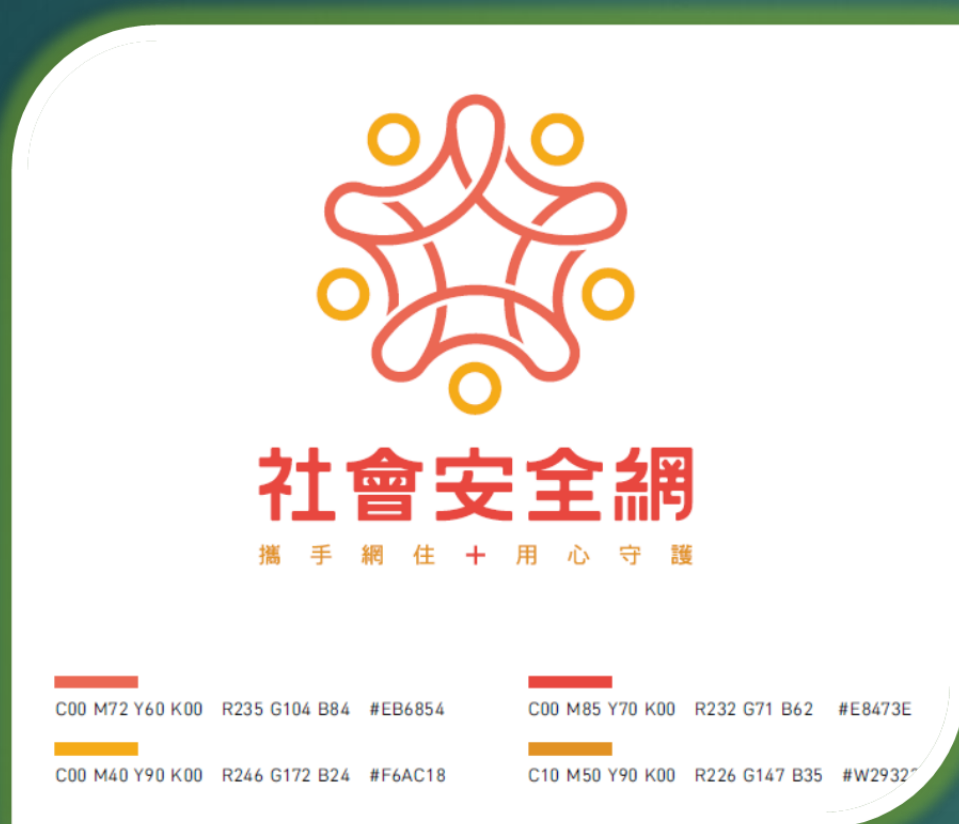 社會安全網
攜手網住+用心守護
C00 M72 Y60 K00 R235 G104 B84 #EB6854
C00 M85 Y70 K00 R232 G71 B62 #E8473E
C00 M40 Y90 K00 R246 G172 B24 #F6AC18
C10 M50 Y90 K00 R226 G147 B35 #W2932